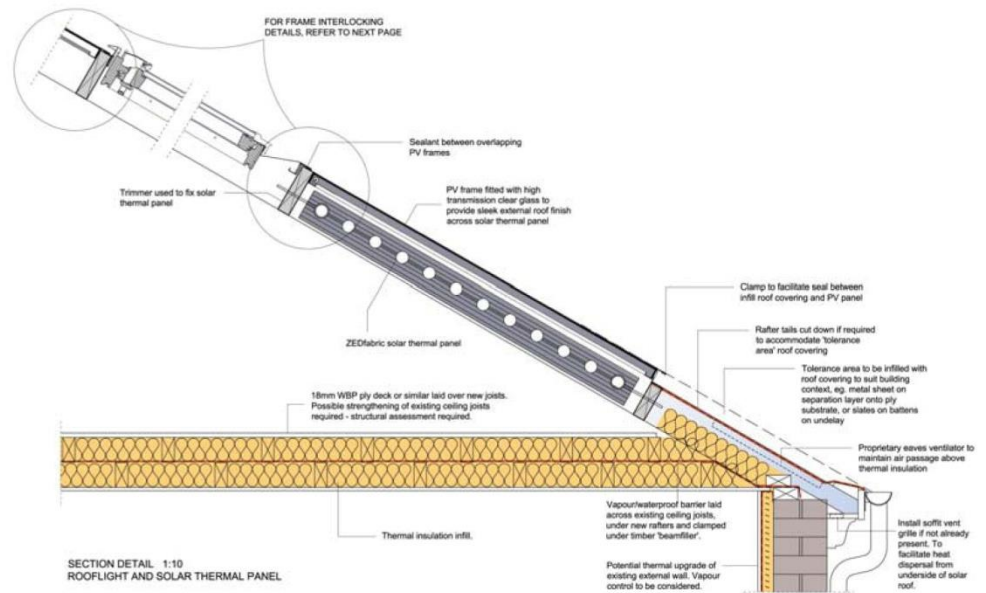 FOR FRAME INTERLOCKING
DETAILS, REFER TO NEXT PAGE
Sealant between overlapping
PV frames
Trimmer used to fix solar
thermal panel
PV frame fitted with high
transmission clear glass to
provide sleek external roof finish
across solar thermal panel
Clamp to facilitate seal between
infill roof covering and PV panel
Rafter tails cut down if required
to accommodate 'tolerance
area' roof covering
ZEDfabric solar thermal panel
Tolerance area to be infilled with
roof covering to suit building
context, eg. metal sheet on
separation layer onto ply
substrate, or slates on battens
on undelay
18mm WBP ply deck or similar laid over new joists.
Possible strengthening of existing ceiling joists
required - structural assessment required.
Proprietary eaves ventilator to
maintain air passage above
thermal insulation
Vapour/waterproof barrier laid
across existing ceiling joists,
under new rafters and clamped
under timber 'beamfiller'.
Install soffit vent
grille if not already
present. To
facilitate heat
dispersal from
underside of solar
roof.
Thermal insulation infill.
Potential thermal upgrade of
existing external wall. Vapour
control to be considered.
SECTION DETAIL 1:10
ROOFLIGHT AND SOLAR THERMAL PANEL